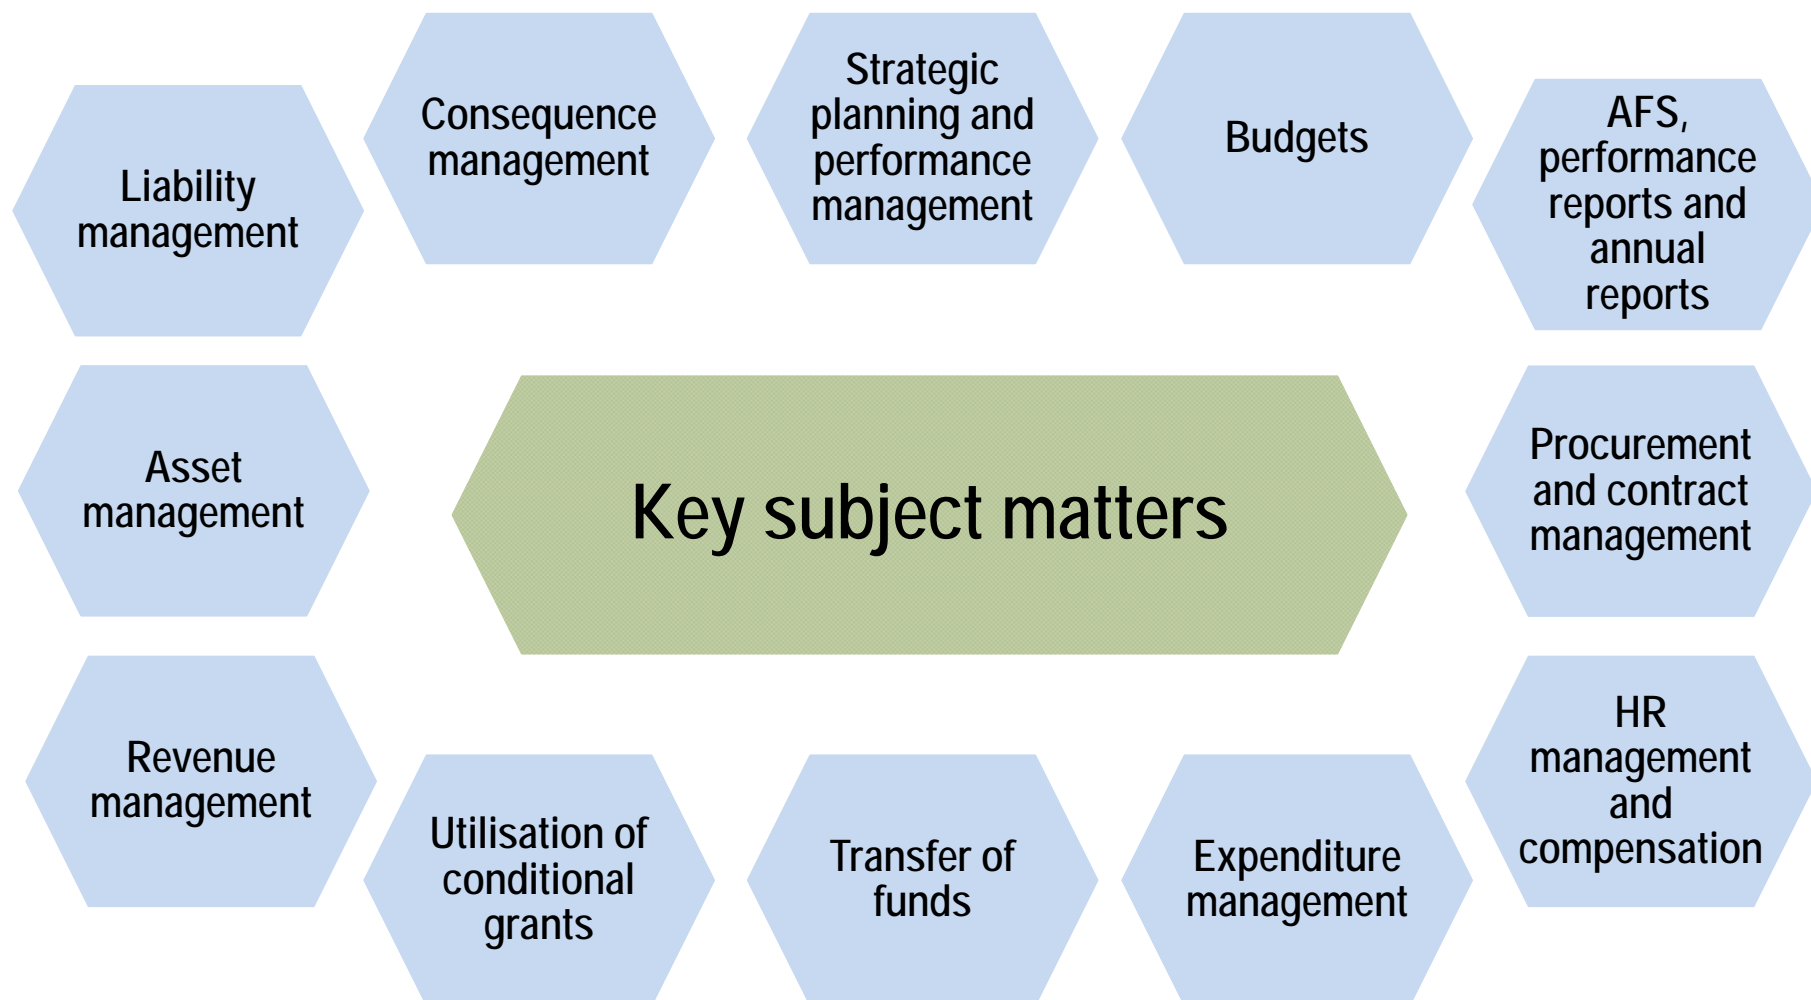 Liability
management
Consequence
management
Strategic
planning and
performance
management
Budgets
AFS,
performance
reports and
annual
reports
Asset
management
Key subject matters
Procurement
and contract
management
Revenue
management
Utilisation of
conditional
grants
Transfer of
funds
Expenditure
management
HR
management
and
compensation